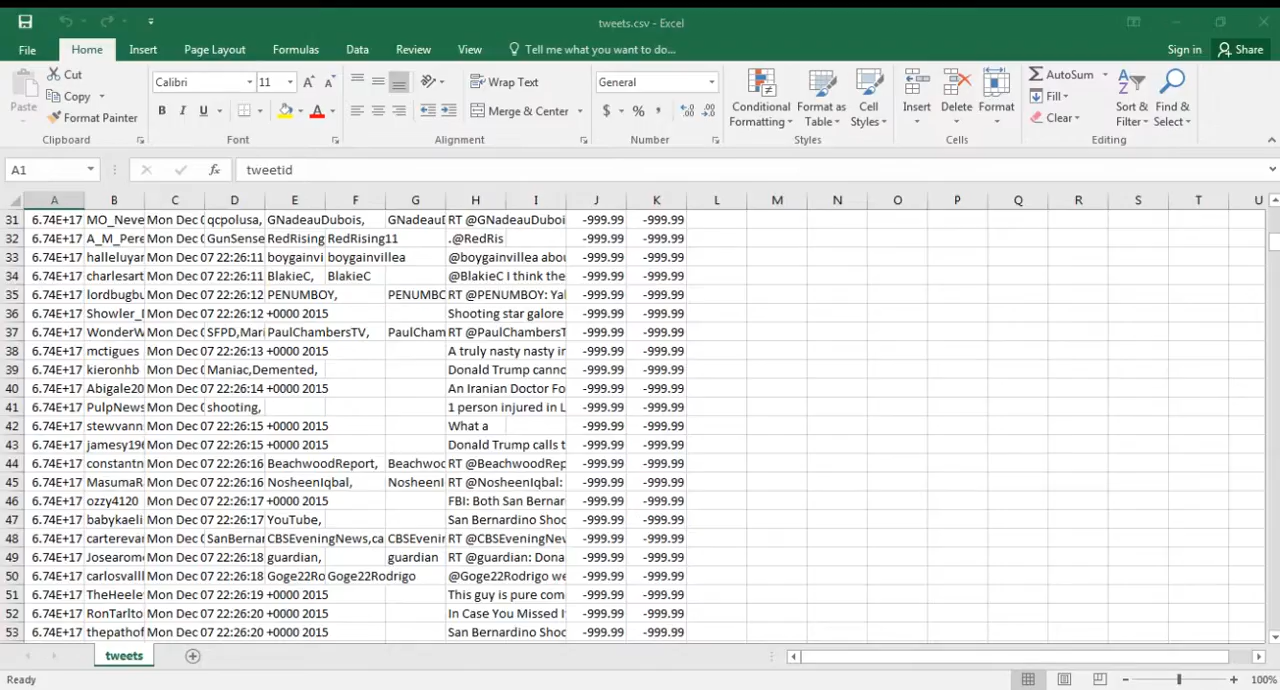 tweets.csv - Excel
File Home Insert Page Layout Formulas Data Review View Tell me what you want to do... Sign in Share
Paste Cut Copy Format Painter Clipboard
Calibri 11 B I U Font
Wrap Text Merge & Center Alignment
General $ % , Number
Conditional Formatting Format as Table Cell Styles Styles
Insert Delete Format Cells
AutoSum Fill Clear Sort & Filter Find & Select Editing
A1 fx tweetid
A B C D E F G H I J K L M N O P Q R S T U
31 6.74E+17 MO_Neve Mon Dec qcpolusa, GNadeauDubois, GNadeauD RT @GNadeauDuboi -999.99 -999.99
32 6.74E+17 A_M_Pere Mon Dec GunSense RedRising RedRising11 .@RedRis -999.99 -999.99
33 6.74E+17 halleluyar Mon Dec 07 22:26:11 boygainvi boygainvillea @boygainvillea abou -999.99 -999.99
34 6.74E+17 charlesart Mon Dec 07 22:26:11 BlakieC, BlakieC @BlakieC I think the -999.99 -999.99
35 6.74E+17 lordbugbu Mon Dec 07 22:26:12 PENUMBOY, PENUMBO RT @PENUMBOY: Yal -999.99 -999.99
36 6.74E+17 Showler_ Mon Dec 07 22:26:12 +0000 2015 Shooting star galore -999.99 -999.99
37 6.74E+17 WonderW Mon Dec SFPD,Mari PaulChambersTV, PaulCham RT @PaulChambersT -999.99 -999.99
38 6.74E+17 mctigues Mon Dec 07 22:26:13 +0000 2015 A truly nasty nasty in -999.99 -999.99
39 6.74E+17 kieronhb Mon Dec Maniac,Demented, Donald Trump canno -999.99 -999.99
40 6.74E+17 Abigale20 Mon Dec 07 22:26:14 +0000 2015 An Iranian Doctor Fo -999.99 -999.99
41 6.74E+17 PulpNews Mon Dec shooting, 1 person injured in L -999.99 -999.99
42 6.74E+17 stewvann Mon Dec 07 22:26:15 +0000 2015 What a -999.99 -999.99
43 6.74E+17 jamesy196 Mon Dec 07 22:26:15 +0000 2015 Donald Trump calls t -999.99 -999.99
44 6.74E+17 constantn Mon Dec 07 22:26:16 BeachwoodReport, Beachwoo RT @BeachwoodRep -999.99 -999.99
45 6.74E+17 MasumaR Mon Dec 07 22:26:16 NosheenIqbal, NosheenI RT @NosheenIqbal: -999.99 -999.99
46 6.74E+17 ozzy4120 Mon Dec 07 22:26:17 +0000 2015 FBI: Both San Bernar -999.99 -999.99
47 6.74E+17 babykaeli Mon Dec 07 22:26:17 YouTube, San Bernardino Shoc -999.99 -999.99
48 6.74E+17 carterevar Mon Dec SanBernar CBSEveningNews,ca CBSEvenin RT @CBSEveningNew -999.99 -999.99
49 6.74E+17 Josearom Mon Dec 07 22:26:18 guardian, guardian RT @guardian: Dona -999.99 -999.99
50 6.74E+17 carlosvalll Mon Dec 07 22:26:18 Goge22Ro Goge22Rodrigo @Goge22Rodrigo we -999.99 -999.99
51 6.74E+17 TheHeele Mon Dec 07 22:26:19 +0000 2015 This guy is pure com -999.99 -999.99
52 6.74E+17 RonTarlto Mon Dec 07 22:26:20 +0000 2015 In Case You Missed I -999.99 -999.99
53 6.74E+17 thepathof Mon Dec 07 22:26:20 +0000 2015 San Bernardino Shoc -999.99 -999.99
tweets
Ready 100%